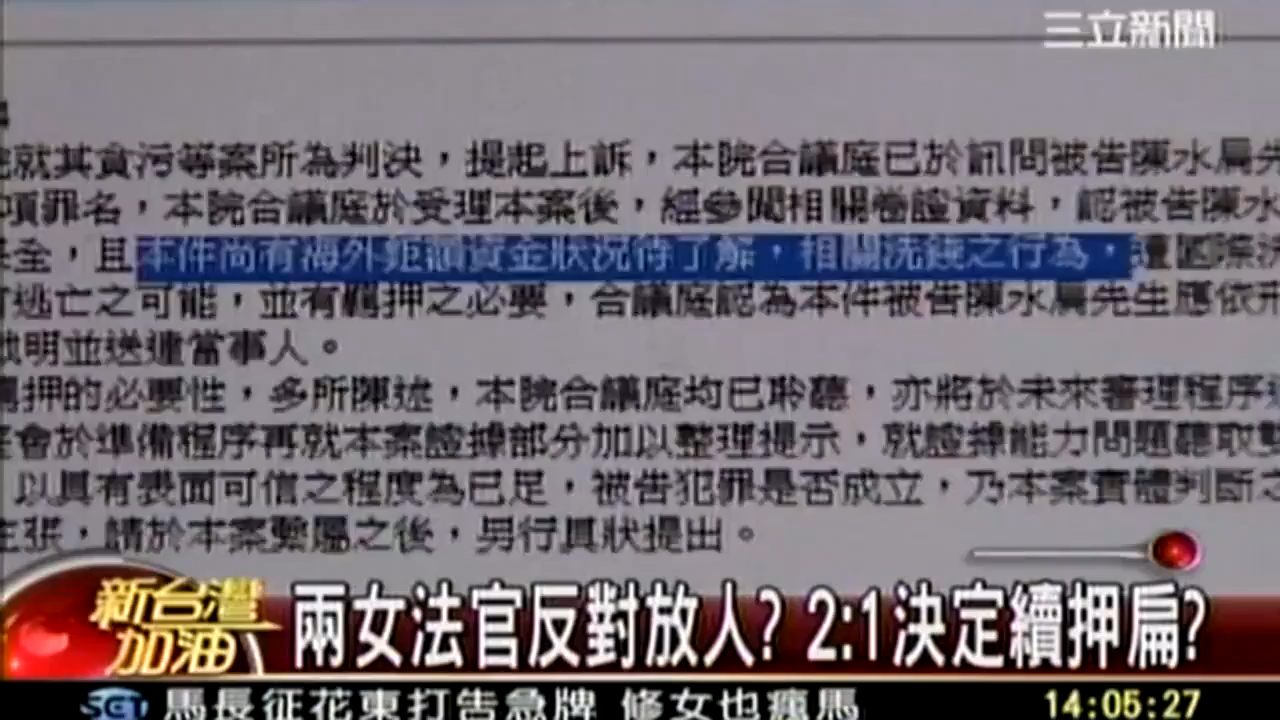 三立新聞
就其貪污等案所為判決，提起上訴，本院合議庭已於訊問被告陳水扁先
項罪名，本院合議庭於受理本案後，經參閱相關卷證資料，認被告陳水
全，且本件尚有海外鉅額資金狀況待了解，相關洗錢之行為，遭國際
逃亡之可能，並有羈押之必要，合議庭認為本件被告陳水扁先生應依刑
明並送達當事人。
押的必要性，多所陳述，本院合議庭均已聆聽，亦將於未來審理程序
會於準備程序再就本案證據部分加以整理提示，就證據能力問題聽取雙
以具有表面可信之程度為已足，被告犯罪是否成立，乃本案實體判斷之
主張，請於本案繫屬之後，另行具狀提出。
新台灣加油
兩女法官反對放人? 2:1決定續押扁?
SET 馬長征花東打告急牌 修女也瘋馬 14:05:27